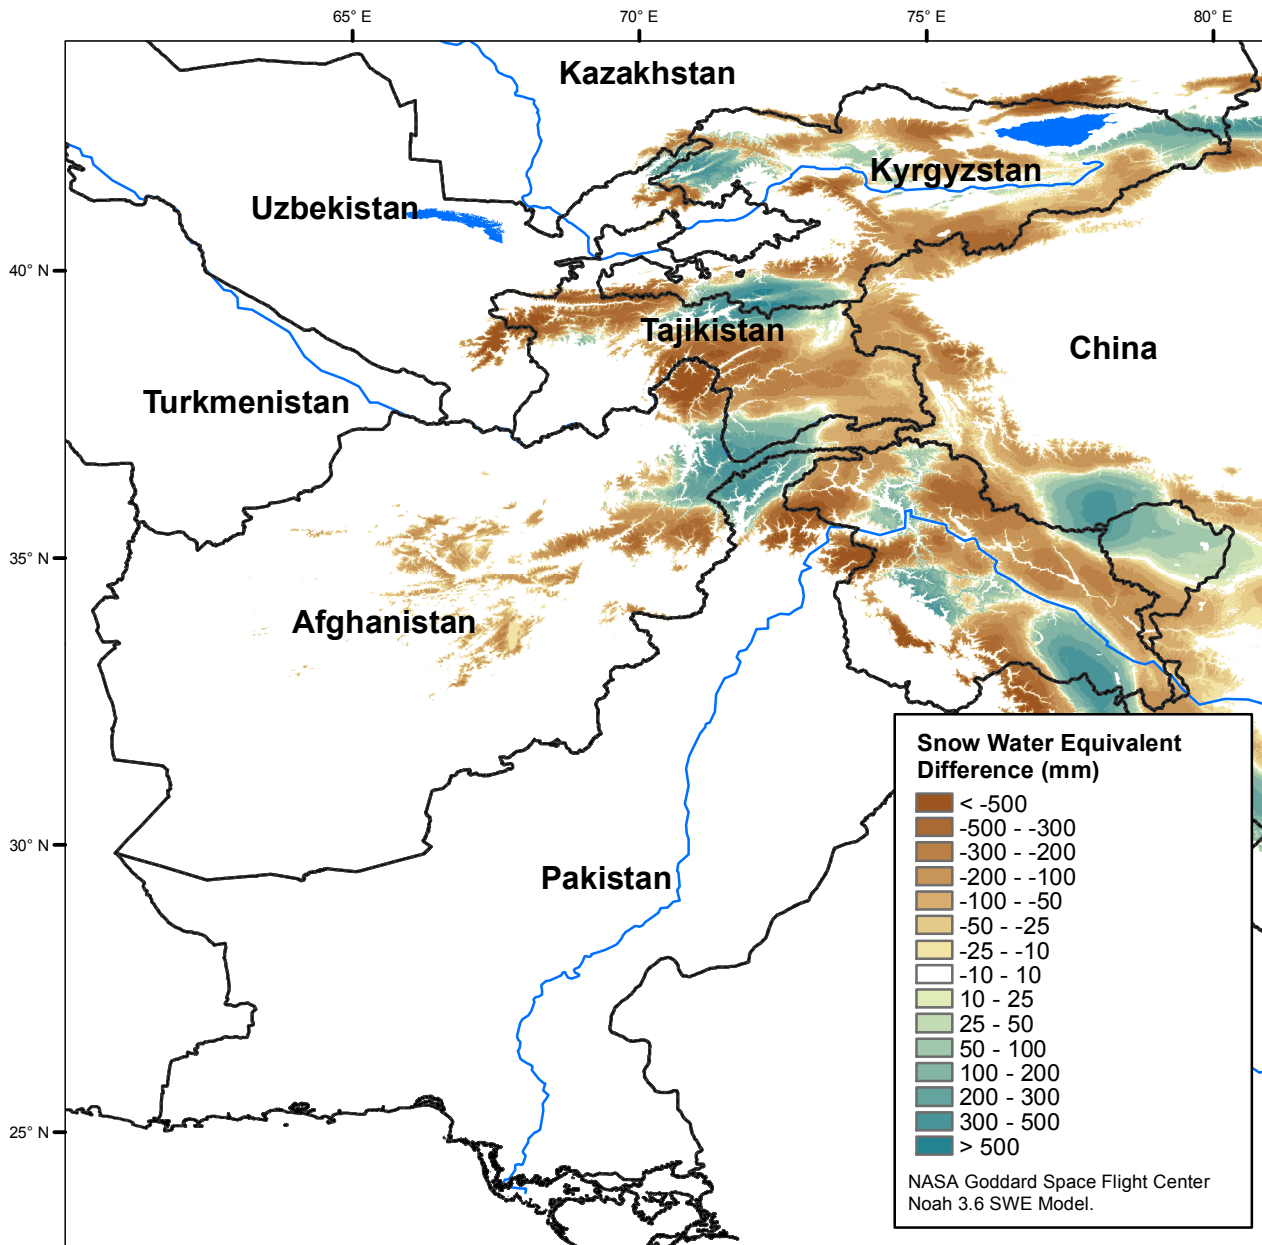 65° E
70° E
75° E
80° E
Kazakhstan
Kyrgyzstan
Uzbekistan
40° N
Tajikistan
China
Turkmenistan
35° N
Afghanistan
30° N
Pakistan
25° N
Snow Water Equivalent
Difference (mm)
< -500
-500 - -300
-300 - -200
-200 - -100
-100 - -50
-50 - -25
-25 - -10
-10 - 10
10 - 25
25 - 50
50 - 100
100 - 200
200 - 300
300 - 500
> 500
NASA Goddard Space Flight Center
Noah 3.6 SWE Model.